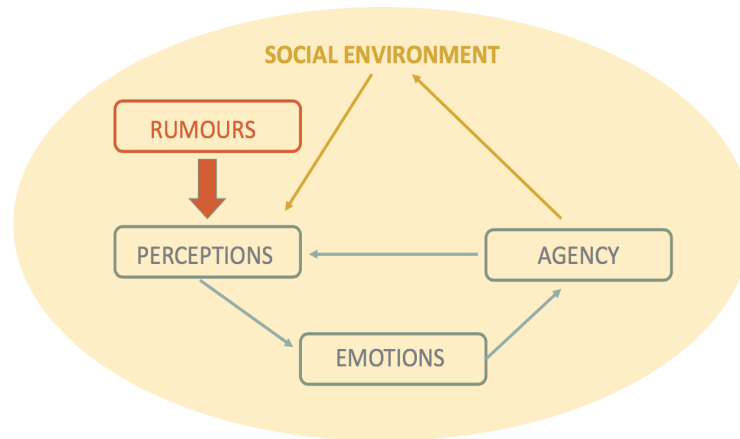 SOCIAL ENVIRONMENT
RUMOURS
PERCEPTIONS
AGENCY
EMOTIONS